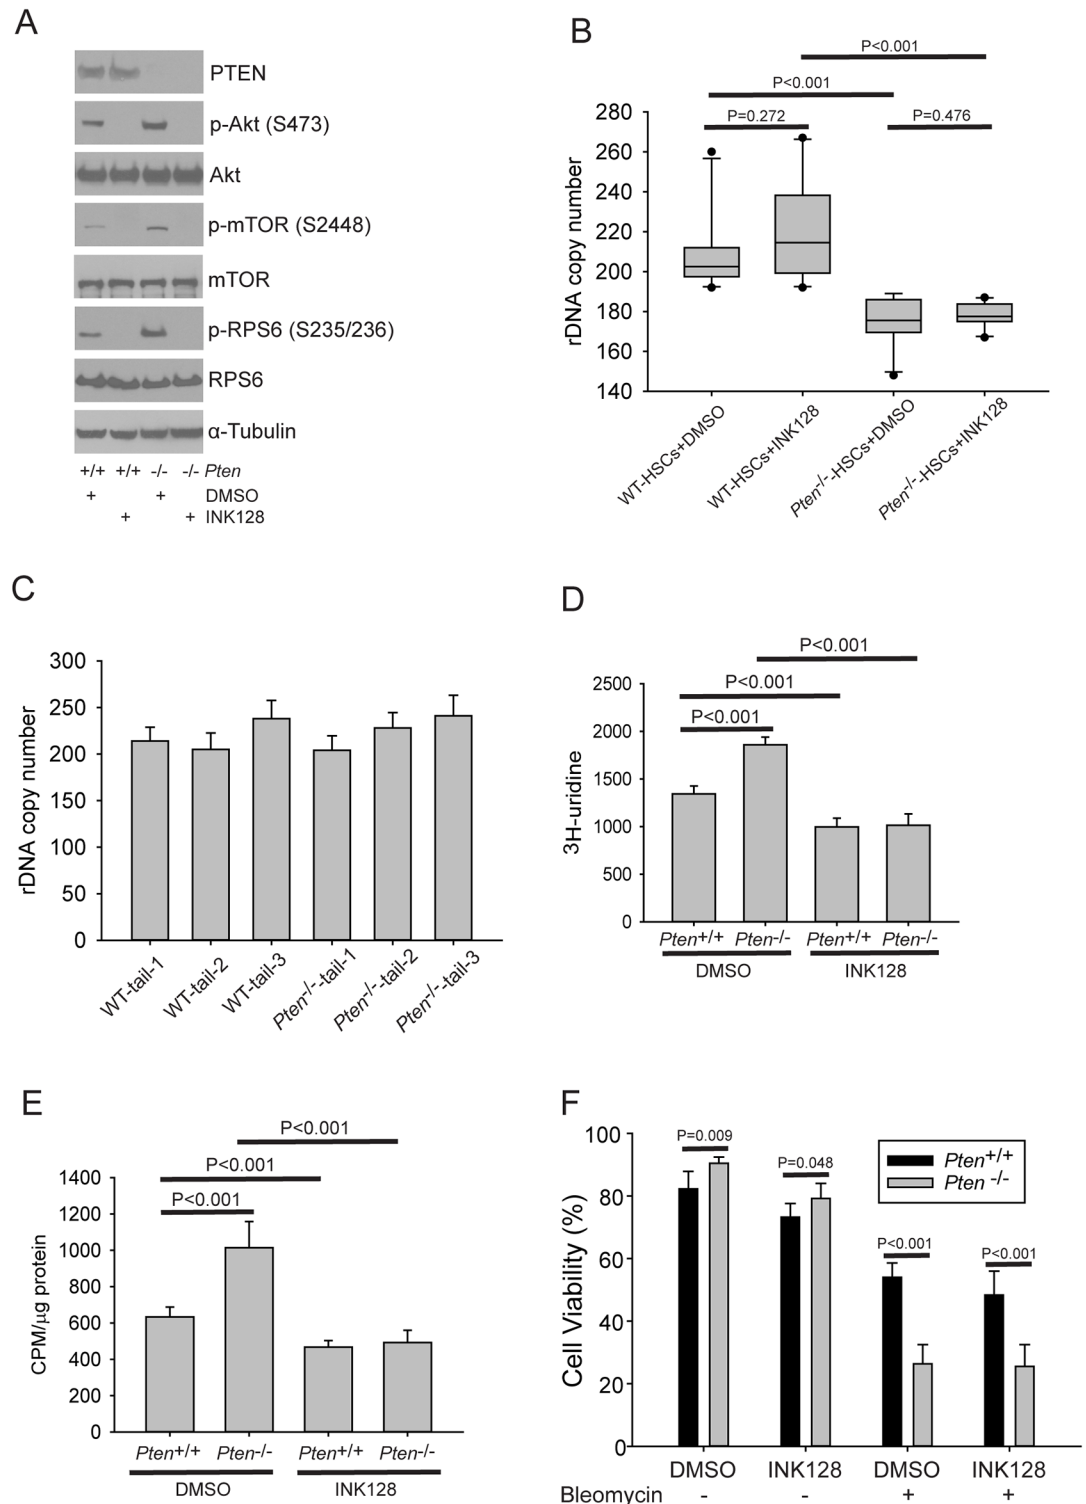 A
PTEN
p-Akt (S473)
Akt
p-mTOR (S2448)
mTOR
p-RPS6 (S235/236)
RPS6
α-Tubulin
+/+ +/+ -/- -/- Pten
+ + DMSO
+ + INK128
B
P<0.001
P<0.001
P=0.272 P=0.476
rDNA copy number
280
260
240
220
200
180
160
140
WT-HSCs+DMSO
WT-HSCs+INK128
Pten-/--HSCs+DMSO
Pten-/--HSCs+INK128
C
rDNA copy number
300
250
200
150
100
50
0
WT-tail-1
WT-tail-2
WT-tail-3
Pten-/--tail-1
Pten-/--tail-2
Pten-/--tail-3
D
P<0.001
P<0.001
P<0.001
3H-uridine
2500
2000
1500
1000
500
0
Pten+/+ Pten-/- Pten+/+ Pten-/-
DMSO INK128
E
P<0.001
P<0.001
P<0.001
CPM/μg protein
1400
1200
1000
800
600
400
200
0
Pten+/+ Pten-/- Pten+/+ Pten-/-
DMSO INK128
F
Cell Viability (%)
100
80
60
40
20
0
P=0.009
P=0.048
P<0.001
P<0.001
Pten+/+
Pten -/-
DMSO INK128 DMSO INK128
Bleomycin - - + +